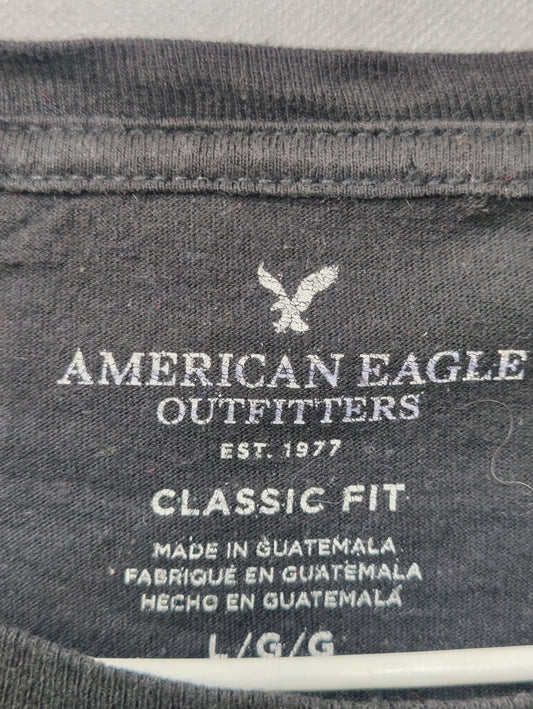 AMERICAN EAGLE
OUTFITTERS
EST. 1977
CLASSIC FIT
MADE IN GUATEMALA
FABRIQUÉ EN GUATEMALA
HECHO EN GUATEMALA
L/G/G